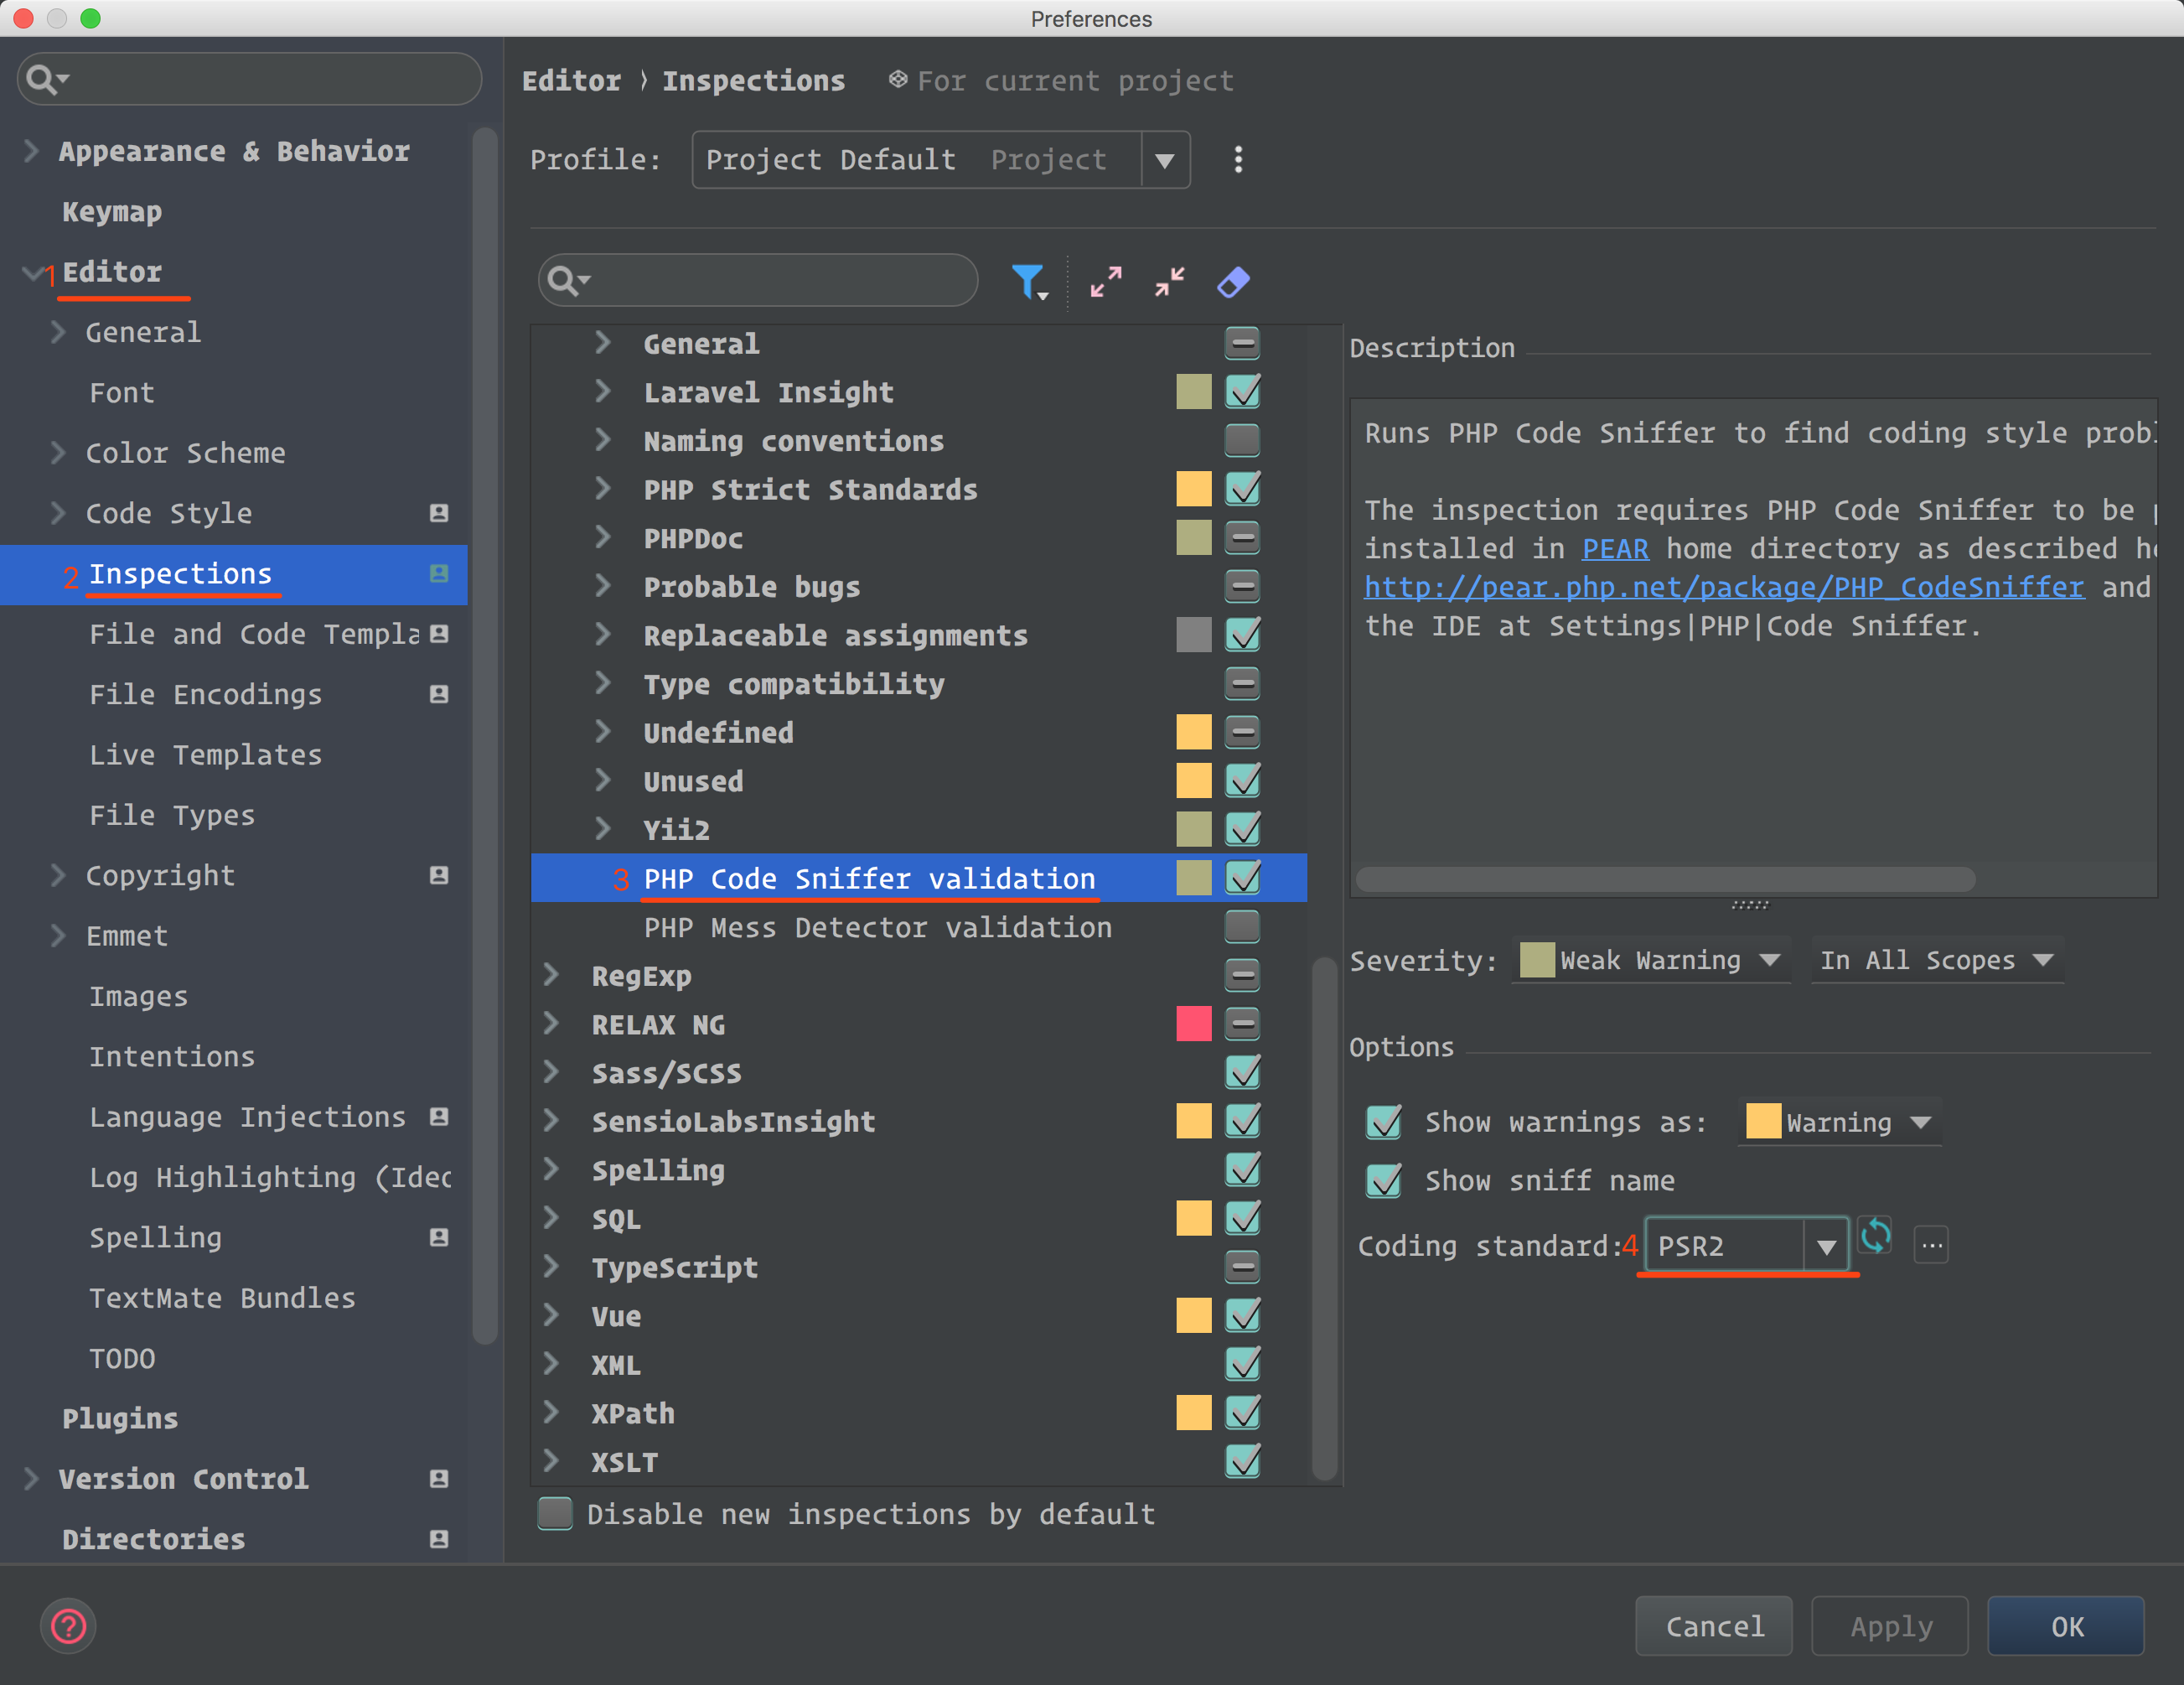 Preferences
Appearance & Behavior
Keymap
1 Editor
General
Font
Color Scheme
Code Style
2 Inspections
File and Code Templa
File Encodings
Live Templates
File Types
Copyright
Emmet
Images
Intentions
Language Injections
Log Highlighting (Ideo
Spelling
TextMate Bundles
TODO
Plugins
Version Control
Directories
Editor › Inspections For current project
Profile: Project Default Project
General
Laravel Insight
Naming conventions
PHP Strict Standards
PHPDoc
Probable bugs
Replaceable assignments
Type compatibility
Undefined
Unused
Yii2
3 PHP Code Sniffer validation
PHP Mess Detector validation
RegExp
RELAX NG
Sass/SCSS
SensioLabsInsight
Spelling
SQL
TypeScript
Vue
XML
XPath
XSLT
Disable new inspections by default
Description
Runs PHP Code Sniffer to find coding style probl
The inspection requires PHP Code Sniffer to be p
installed in PEAR home directory as described he
http://pear.php.net/package/PHP_CodeSniffer and
the IDE at Settings|PHP|Code Sniffer.
Severity: Weak Warning In All Scopes
Options
Show warnings as: Warning
Show sniff name
Coding standard: 4 PSR2 ...
? Cancel Apply OK